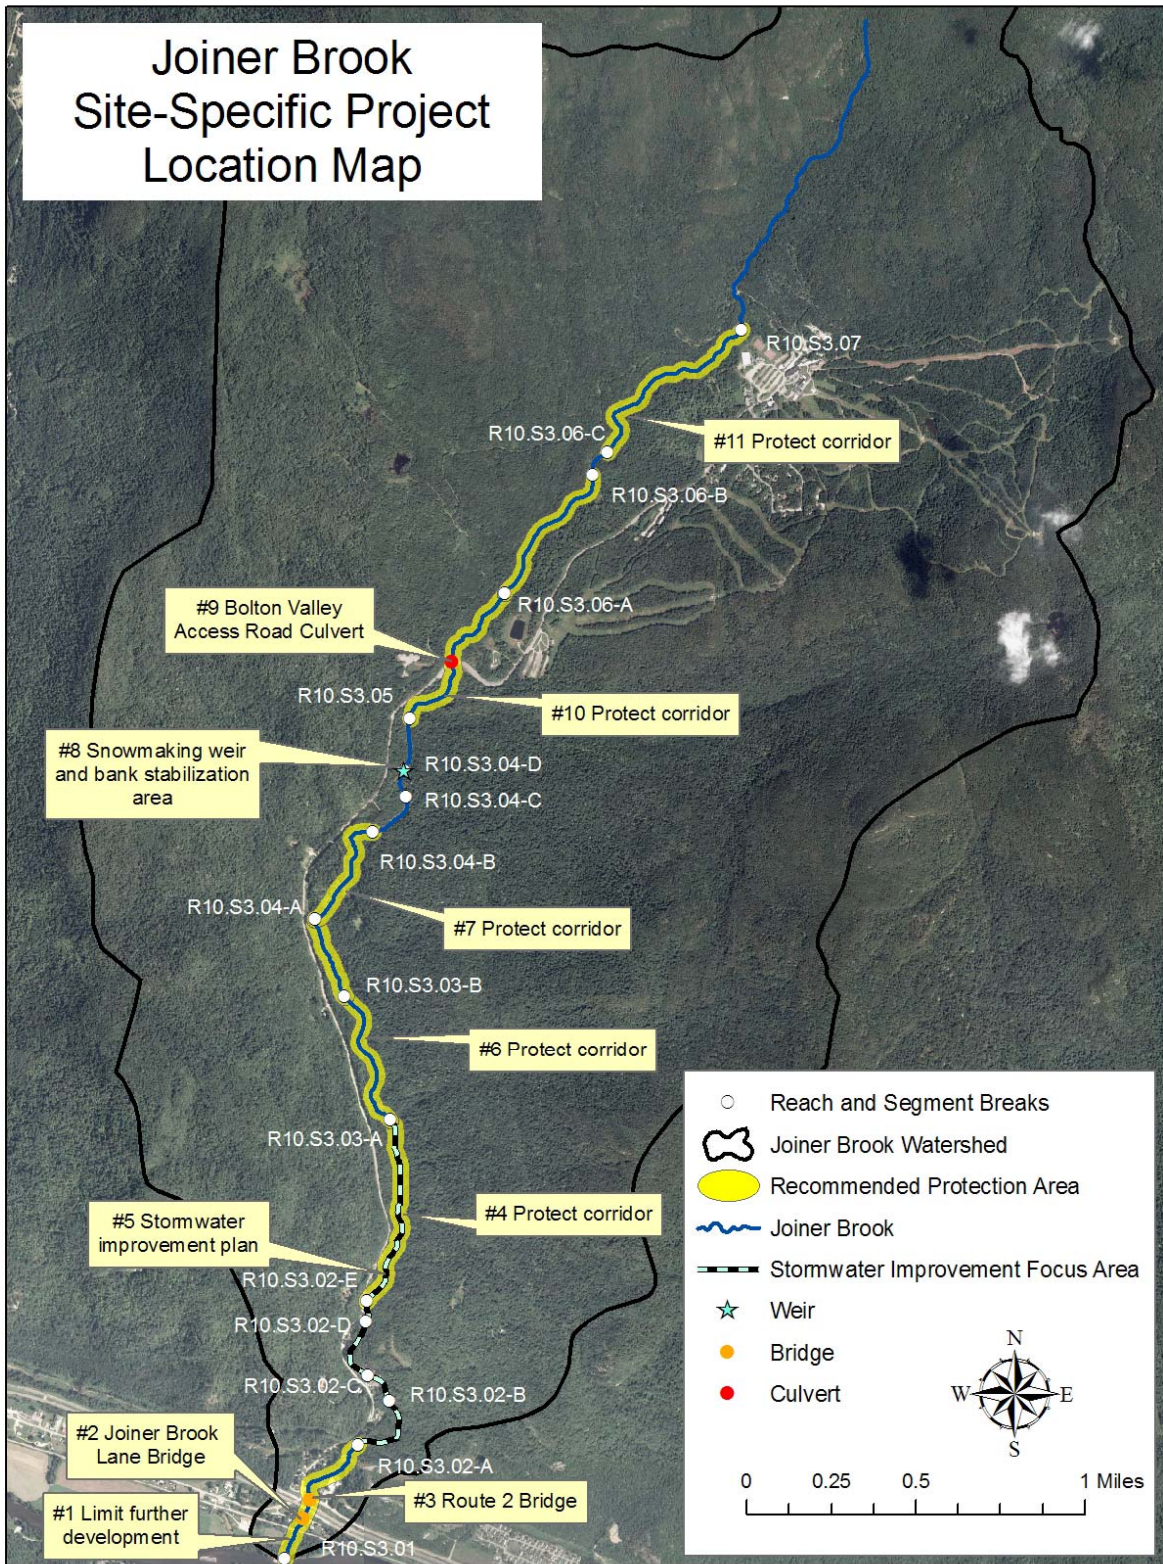 Joiner Brook
Site-Specific Project
Location Map
R10.S3.07
R10.S3.06-C
#11 Protect corridor
R10.S3.06-B
#9 Bolton Valley
Access Road Culvert
R10.S3.06-A
R10.S3.05
#10 Protect corridor
#8 Snowmaking weir
and bank stabilization
area
R10.S3.04-D
R10.S3.04-C
R10.S3.04-B
R10.S3.04-A
#7 Protect corridor
R10.S3.03-B
#6 Protect corridor
R10.S3.03-A
#5 Stormwater
improvement plan
#4 Protect corridor
R10.S3.02-E
R10.S3.02-D
R10.S3.02-C
R10.S3.02-B
#2 Joiner Brook
Lane Bridge
R10.S3.02-A
#3 Route 2 Bridge
#1 Limit further
development
R10.S3.01
Reach and Segment Breaks
Joiner Brook Watershed
Recommended Protection Area
Joiner Brook
Stormwater Improvement Focus Area
Weir
Bridge
Culvert
N
W E
S
0 0.25 0.5 1 Miles